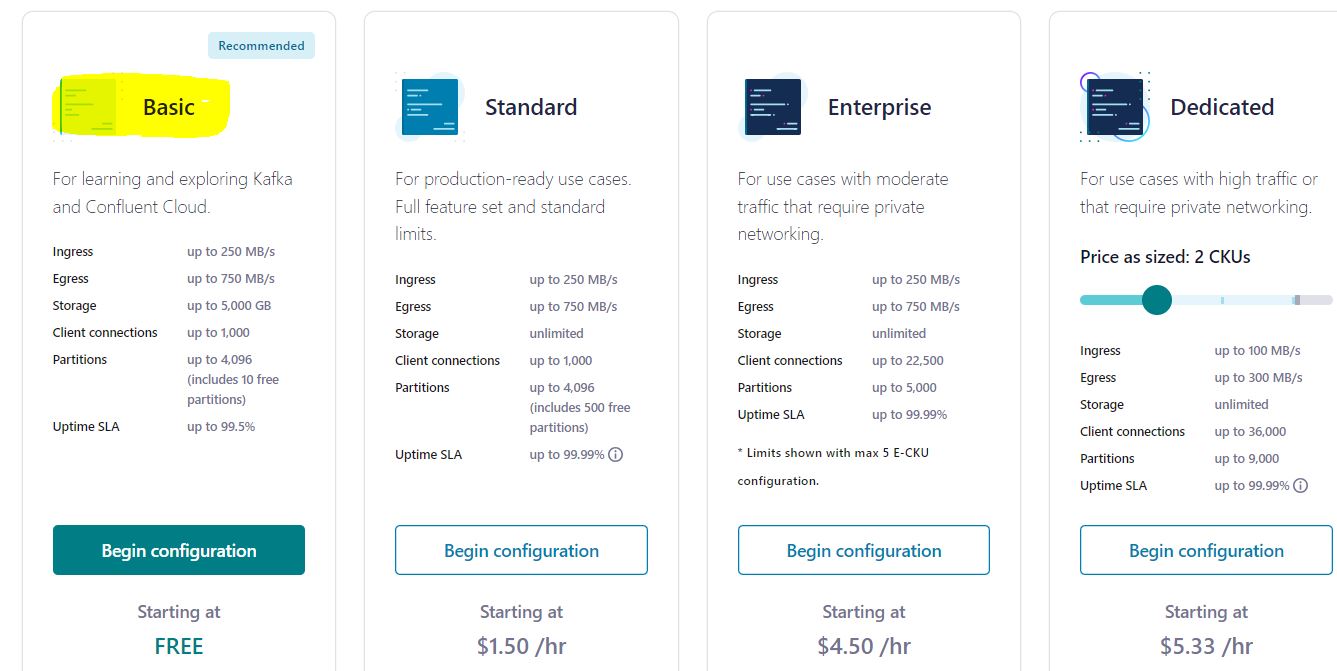 Recommended
Basic
For learning and exploring Kafka
and Confluent Cloud.
Ingress up to 250 MB/s
Egress up to 750 MB/s
Storage up to 5,000 GB
Client connections up to 1,000
Partitions up to 4,096
(includes 10 free
partitions)
Uptime SLA up to 99.5%
Begin configuration
Starting at
FREE
Standard
For production-ready use cases.
Full feature set and standard
limits.
Ingress up to 250 MB/s
Egress up to 750 MB/s
Storage unlimited
Client connections up to 1,000
Partitions up to 4,096
(includes 500 free
partitions)
Uptime SLA up to 99.99%
Begin configuration
Starting at
$1.50 /hr
Enterprise
For use cases with moderate
traffic that require private
networking.
Ingress up to 250 MB/s
Egress up to 750 MB/s
Storage unlimited
Client connections up to 22,500
Partitions up to 5,000
Uptime SLA up to 99.99%
* Limits shown with max 5 E-CKU
configuration.
Begin configuration
Starting at
$4.50 /hr
Dedicated
For use cases with high traffic or
that require private networking.
Price as sized: 2 CKUs
Ingress up to 100 MB/s
Egress up to 300 MB/s
Storage unlimited
Client connections up to 36,000
Partitions up to 9,000
Uptime SLA up to 99.99%
Begin configuration
Starting at
$5.33 /hr